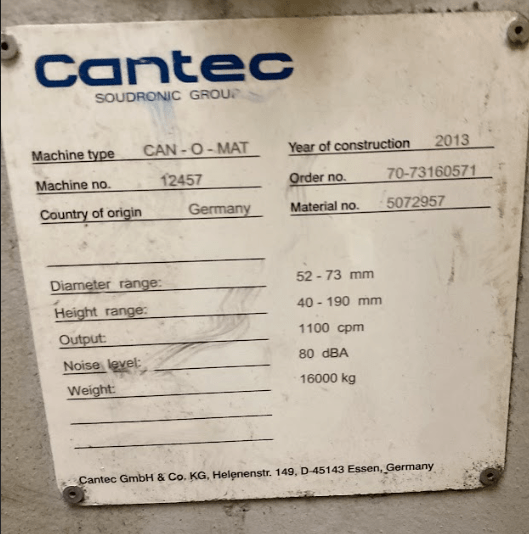 Cantec
SOUDRONIC GROUP
Machine type CAN - O - MAT Year of construction 2013
Machine no. 12457 Order no. 70-73160571
Country of origin Germany Material no. 5072957
Diameter range: 52 - 73 mm
Height range: 40 - 190 mm
Output: 1100 cpm
Noise level: 80 dBA
Weight: 16000 kg
Cantec GmbH & Co. KG, Helenenstr. 149, D-45143 Essen, Germany